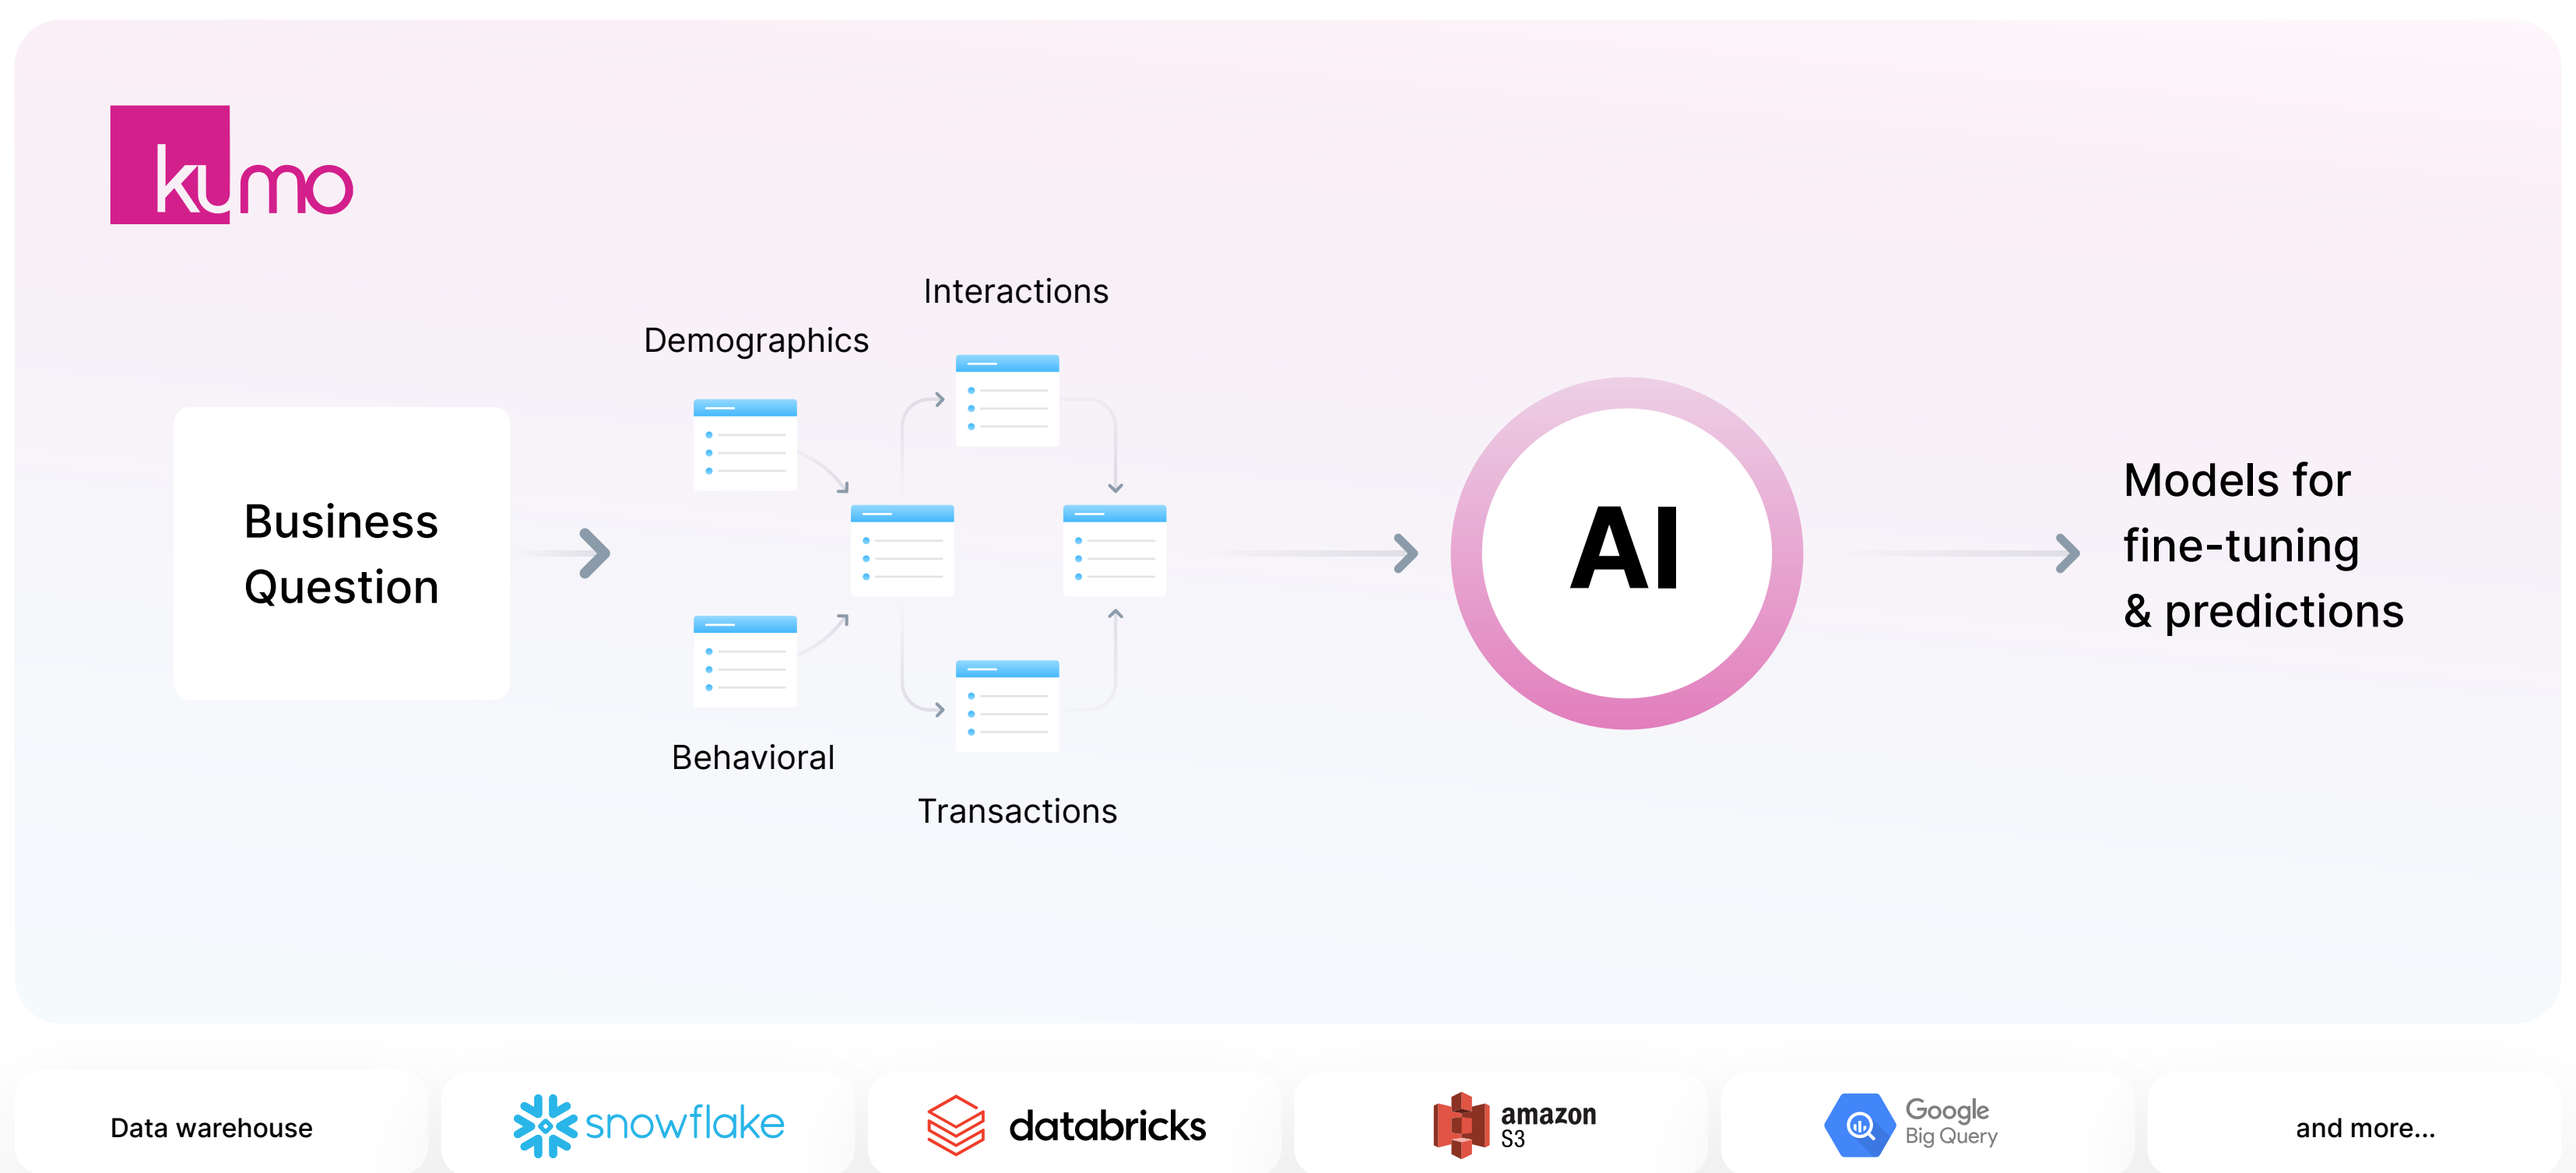 kumo
Interactions
Demographics
Business
Question
Behavioral
Transactions
AI
Models for
fine-tuning
& predictions
Data warehouse
snowflake
databricks
amazon
S3
Google
Big Query
and more...